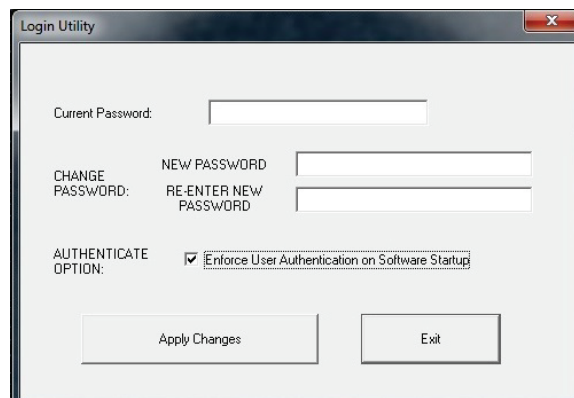 Login Utility
Current Password:
NEW PASSWORD
CHANGE
PASSWORD:
RE-ENTER NEW
PASSWORD
AUTHENTICATE
OPTION:
Enforce User Authentication on Software Startup
Apply Changes
Exit